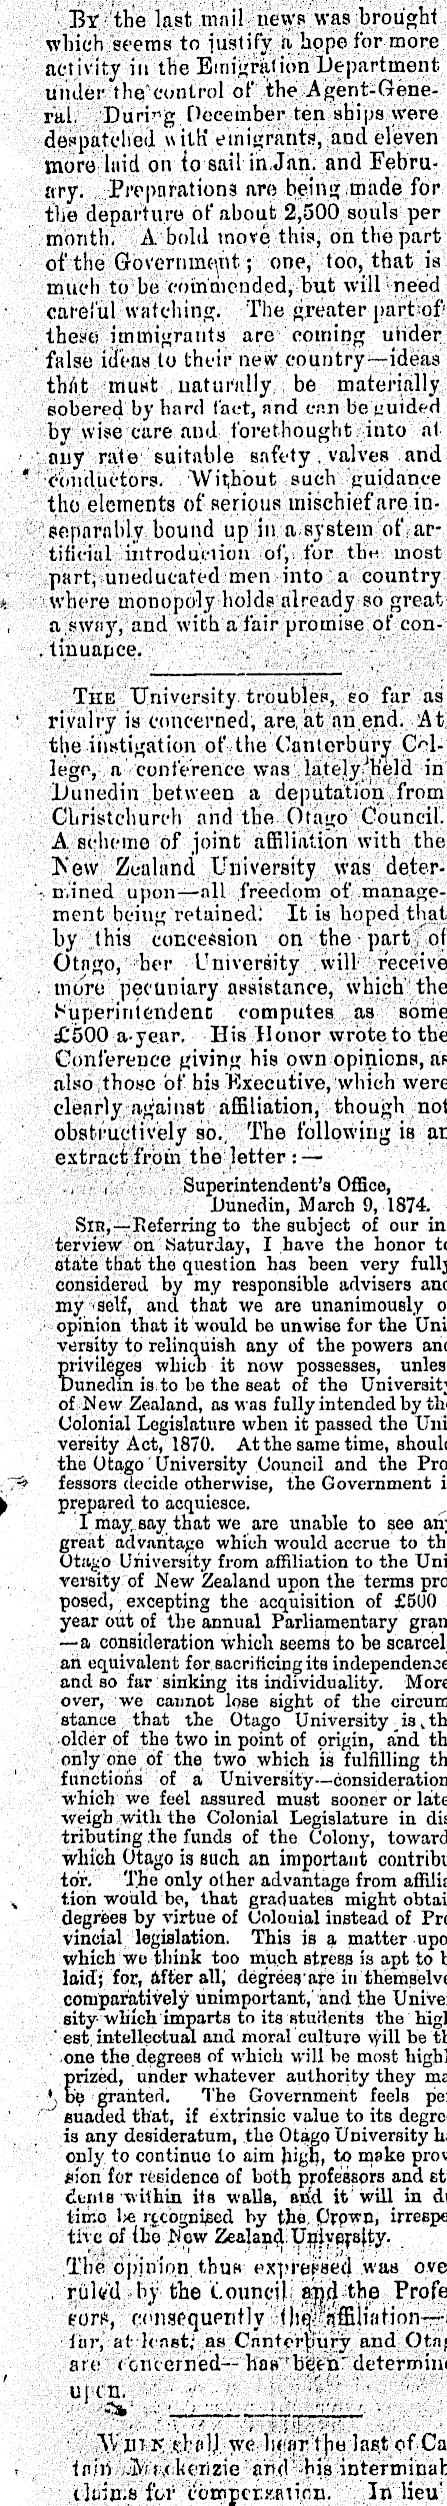 By the last mail news was brought
which seems to justify a hope for more
activity in the Emigration Department
under the control of the Agent-Gene-
ral. During December ten ships were
despatched with emigrants, and eleven
more laid on to sail in Jan. and Febru-
ary. Preparations are being made for
the departure of about 2,500 souls per
month. A bold move this, on the part
of the Government; one, too, that is
much to be commended, but will need
careful watching. The greater part of
these immigrants are coming under
false ideas to their new country—ideas
that must naturally be materially
sobered by hard fact, and can be guided
by wise care and forethought into at
any rate suitable safety valves and
conductors. Without such guidance
the elements of serious mischief are in-
separably bound up in a system of ar-
tificial introduction of, for the most
part, uneducated men into a country
where monopoly holds already so great
a sway, and with a fair promise of con-
tinuance.
The University troubles, so far as
rivalry is concerned, are at an end. At
the instigation of the Canterbury Col-
lege, a conference was lately held in
Dunedin between a deputation from
Christchurch and the Otago Council.
A scheme of joint affiliation with the
New Zealand University was deter-
mined upon—all freedom of manage-
ment being retained. It is hoped that
by this concession on the part of
Otago, her University will receive
more pecuniary assistance, which the
Superintendent computes as some
£500 a-year. His Honor wrote to the
Conference giving his own opinions, as
also those of his Executive, which were
clearly against affiliation, though not
obstructively so. The following is an
extract from the letter:—
Superintendent's Office,
Dunedin, March 9, 1874.
Sir,—Referring to the subject of our in
terview on Saturday, I have the honor to
state that the question has been very fully
considered by my responsible advisers and
my self, and that we are unanimously o
opinion that it would be unwise for the Uni
versity to relinquish any of the powers and
privileges which it now possesses, unles
Dunedin is to be the seat of the University
of New Zealand, as was fully intended by the
Colonial Legislature when it passed the Uni
versity Act, 1870. At the same time, should
the Otago University Council and the Pro
fessors decide otherwise, the Government i
prepared to acquiesce.
I may say that we are unable to see any
great advantage which would accrue to th
Otago University from affiliation to the Uni
versity of New Zealand upon the terms pro
posed, excepting the acquisition of £500
year out of the annual Parliamentary gran
—a consideration which seems to be scarcel
an equivalent for sacrificing its independence
and so far sinking its individuality. More
over, we cannot lose sight of the circum
stance that the Otago University is th
older of the two in point of origin, and th
only one of the two which is fulfilling th
functions of a University—consideration
which we feel assured must sooner or late
weigh with the Colonial Legislature in dis
tributing the funds of the Colony, toward
which Otago is such an important contribu
tor. The only other advantage from affilia
tion would be, that graduates might obtai
degrees by virtue of Colonial instead of Pro
vincial legislation. This is a matter upo
which we think too much stress is apt to b
laid; for, after all, degrees are in themselve
comparatively unimportant, and the Unive
sity which imparts to its students the high
est intellectual and moral culture will be th
one the degrees of which will be most highl
prized, under whatever authority they ma
be granted. The Government feels pe
suaded that, if extrinsic value to its degre
is any desideratum, the Otago University h
only to continue to aim high, to make prov
sion for residence of both professors and st
dents within its walls, and it will in d
time be recognised by the Crown, irrespe
tive of the New Zealand University.
The opinion thus expressed was ove
ruled by the Council and the Profe
sors, consequently the affiliation—
far, at least, as Canterbury and Ota
are concerned—has been determin
upon.
When shall we hear the last of Ca
tain Mackenzie and his interminab
claims for compensation. In lieu